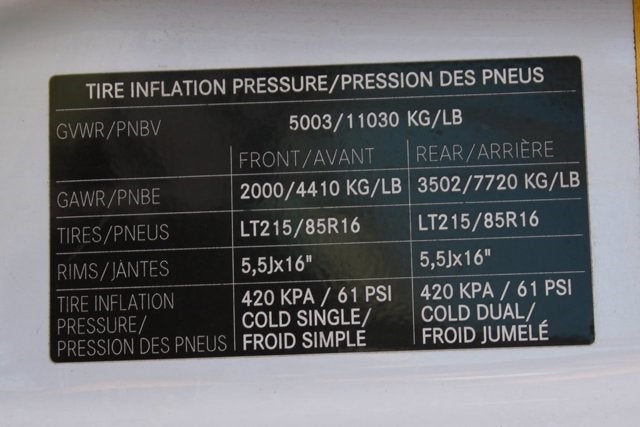 TIRE INFLATION PRESSURE/PRESSION DES PNEUS
GVWR/PNBV 5003/11030 KG/LB
FRONT/AVANT REAR/ARRIÈRE
GAWR/PNBE 2000/4410 KG/LB 3502/7720 KG/LB
TIRES/PNEUS LT215/85R16 LT215/85R16
RIMS/JANTES 5,5Jx16" 5,5Jx16"
TIRE INFLATION 420 KPA / 61 PSI 420 KPA / 61 PSI
PRESSURE/ COLD SINGLE/ COLD DUAL/
PRESSION DES PNEUS FROID SIMPLE FROID JUMELÉ